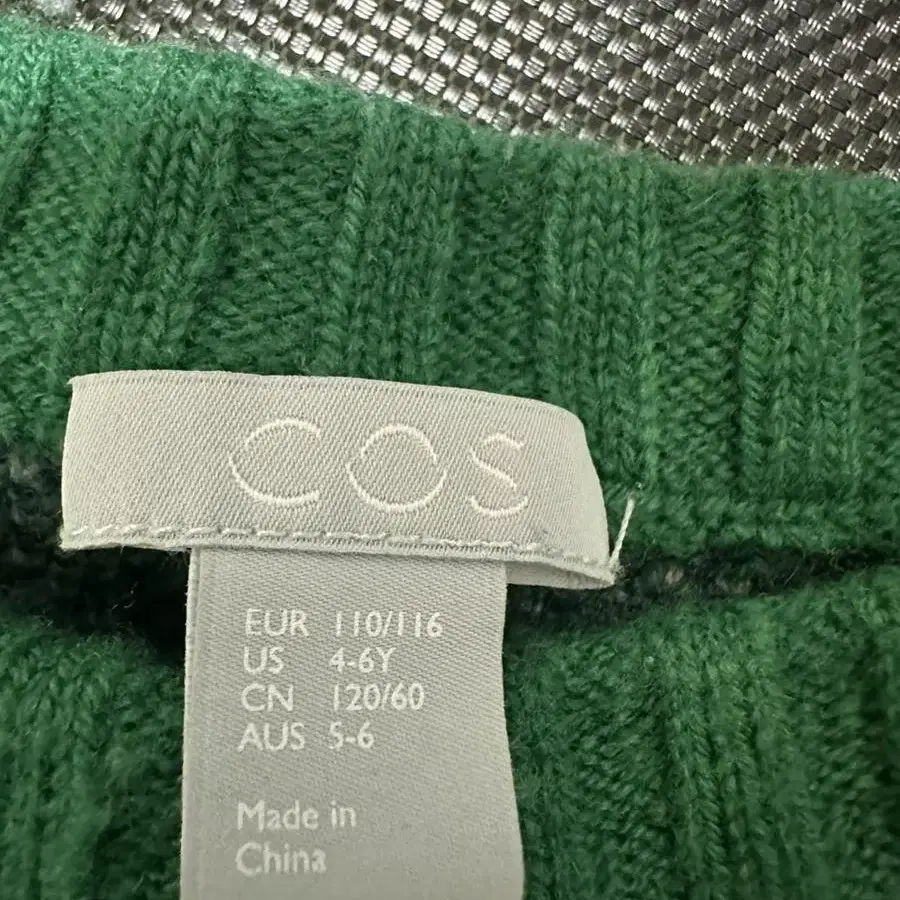 COS
EUR 110/116
US 4-6Y
CN 120/60
AUS 5-6
Made in
China